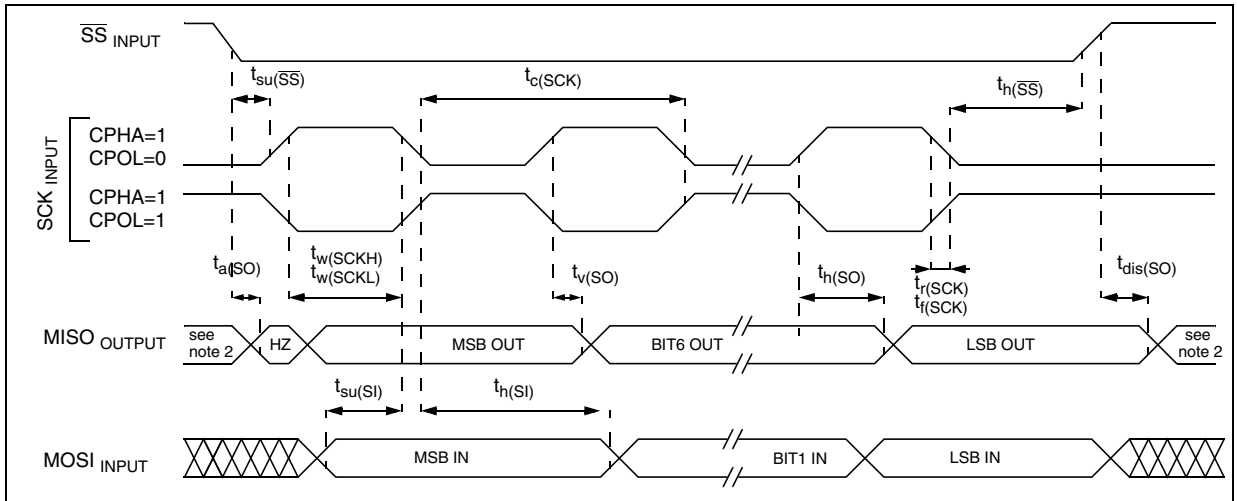 SS INPUT
tsu(SS)
tc(SCK)
th(SS)
SCK INPUT
CPHA=1
CPOL=0
CPHA=1
CPOL=1
ta(SO)
tw(SCKH)
tw(SCKL)
tv(SO)
th(SO)
tr(SCK)
tf(SCK)
tdis(SO)
MISO OUTPUT
see
note 2
HZ
MSB OUT
BIT6 OUT
LSB OUT
see
note 2
tsu(SI)
th(SI)
MOSI INPUT
MSB IN
BIT1 IN
LSB IN